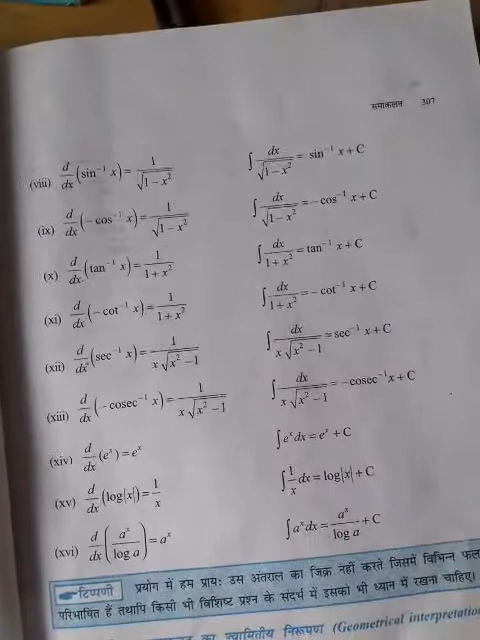 समाकलन 307
(viii) d/dx (sin⁻¹ x) = 1/√(1 – x²) ∫ dx/√(1 – x²) = sin⁻¹ x + C
(ix) d/dx (– cos⁻¹ x) = 1/√(1 – x²) ∫ dx/√(1 – x²) = – cos⁻¹ x + C
(x) d/dx (tan⁻¹ x) = 1/(1 + x²) ∫ dx/(1 + x²) = tan⁻¹ x + C
(xi) d/dx (– cot⁻¹ x) = 1/(1 + x²) ∫ dx/(1 + x²) = – cot⁻¹ x + C
(xii) d/dx (sec⁻¹ x) = 1/(x √(x² – 1)) ∫ dx/(x √(x² – 1)) = sec⁻¹ x + C
(xiii) d/dx (– cosec⁻¹ x) = 1/(x √(x² – 1)) ∫ dx/(x √(x² – 1)) = – cosec⁻¹ x + C
(xiv) d/dx (eˣ) = eˣ ∫ eˣ dx = eˣ + C
(xv) d/dx (log|x|) = 1/x ∫ 1/x dx = log|x| + C
(xvi) d/dx (aˣ/log a) = aˣ ∫ aˣ dx = aˣ/log a + C
टिप्पणी प्रयोग में हम प्राय: उस अंतराल का जिक्र नहीं करते जिसमें विभिन्न फलन
परिभाषित हैं तथापि किसी भी विशिष्ट प्रश्न के संदर्भ में इसको भी ध्यान में रखना चाहिए।
का ज्यामितीय निरूपण (Geometrical interpretation